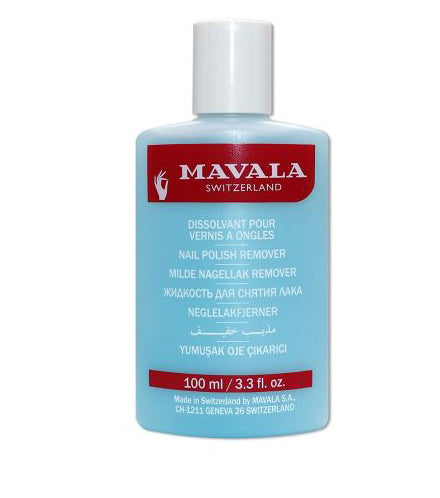 MAVALA
SWITZERLAND
DISSOLVANT POUR
VERNIS A ONGLES
NAIL POLISH REMOVER
MILDE NAGELLAK REMOVER
ЖИДКОСТЬ ДЛЯ СНЯТИЯ ЛАКА
NEGLELAKFJERNER
مذيب خفيف
YUMUŞAK OJE ÇIKARICI
100 ml / 3.3 fl. oz.
Made in Switzerland by MAVALA S.A.,
CH-1211 GENEVA 26 SWITZERLAND